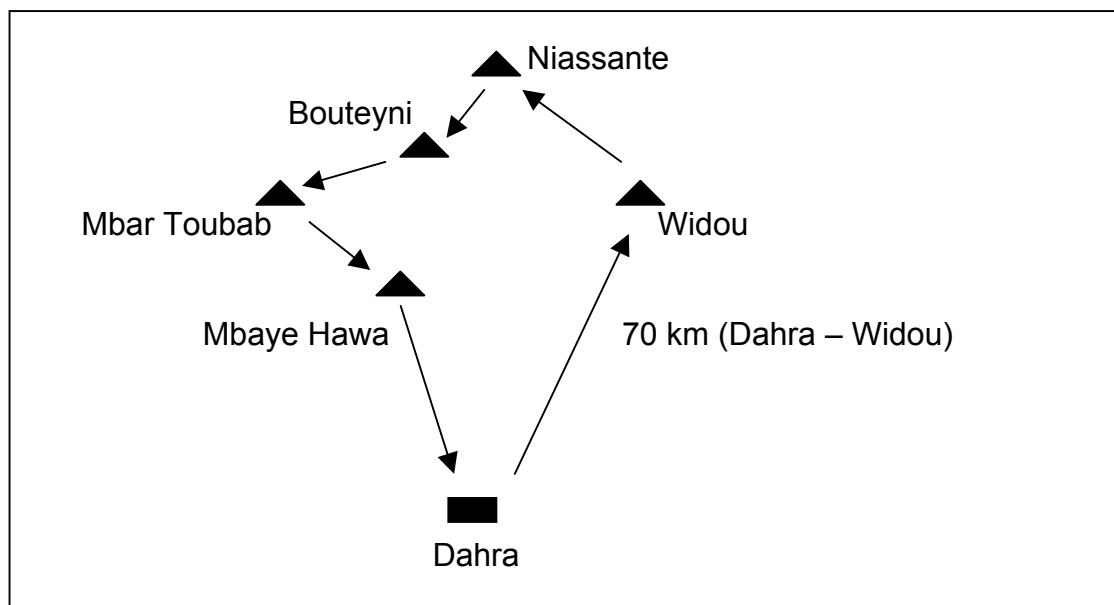 Niassante
Bouteyni
Mbar Toubab
Widou
Mbaye Hawa
70 km (Dahra – Widou)
Dahra